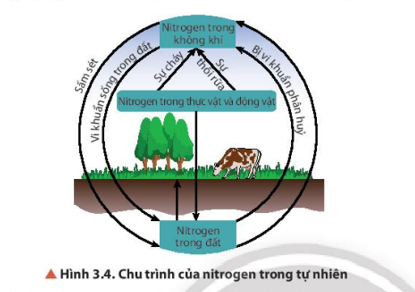 Nitrogen trong
không khí
Sấm sét
Vi khuẩn sống trong đất
Sự cháy
Sự
thối rữa
Bị vi khuẩn phân huỷ
Nitrogen trong thực vật và động vật
Nitrogen
trong đất
▲ Hình 3.4. Chu trình của nitrogen trong tự nhiên